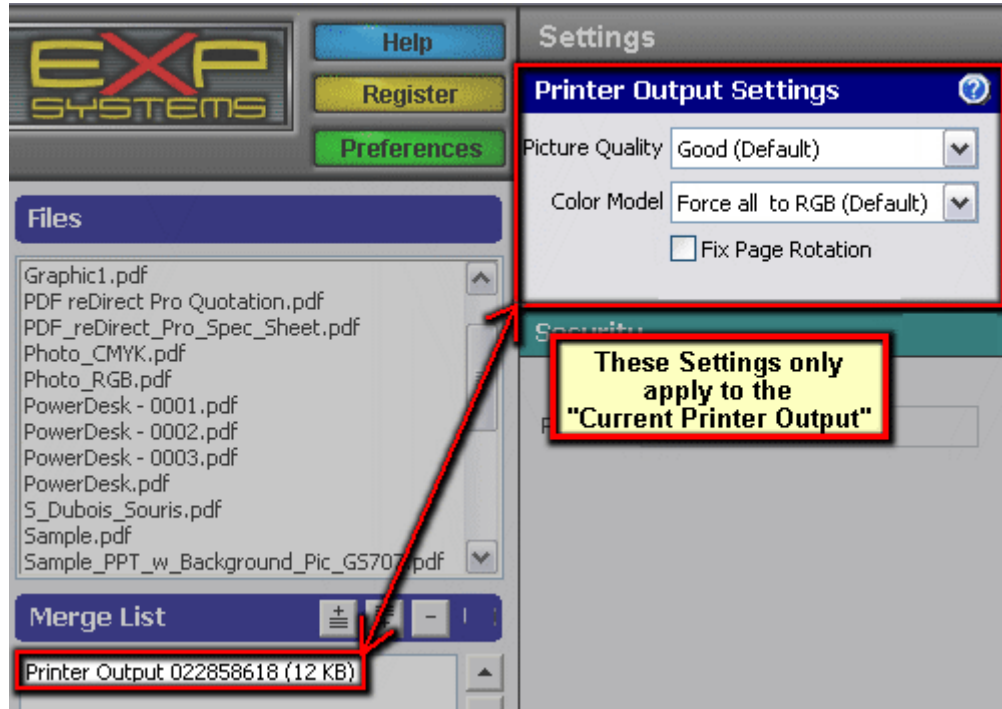 EXP
SYSTEMS
Help
Register
Preferences
Settings
Printer Output Settings
Picture Quality Good (Default)
Color Model Force all to RGB (Default)
Fix Page Rotation
Files
Graphic1.pdf
PDF reDirect Pro Quotation.pdf
PDF_reDirect_Pro_Spec_Sheet.pdf
Photo_CMYK.pdf
Photo_RGB.pdf
PowerDesk - 0001.pdf
PowerDesk - 0002.pdf
PowerDesk - 0003.pdf
PowerDesk.pdf
S_Dubois_Souris.pdf
Sample.pdf
Sample_PPT_w_Background_Pic_GS707.pdf
Security
These Settings only
apply to the
"Current Printer Output"
Merge List
Printer Output 022858618 (12 KB)